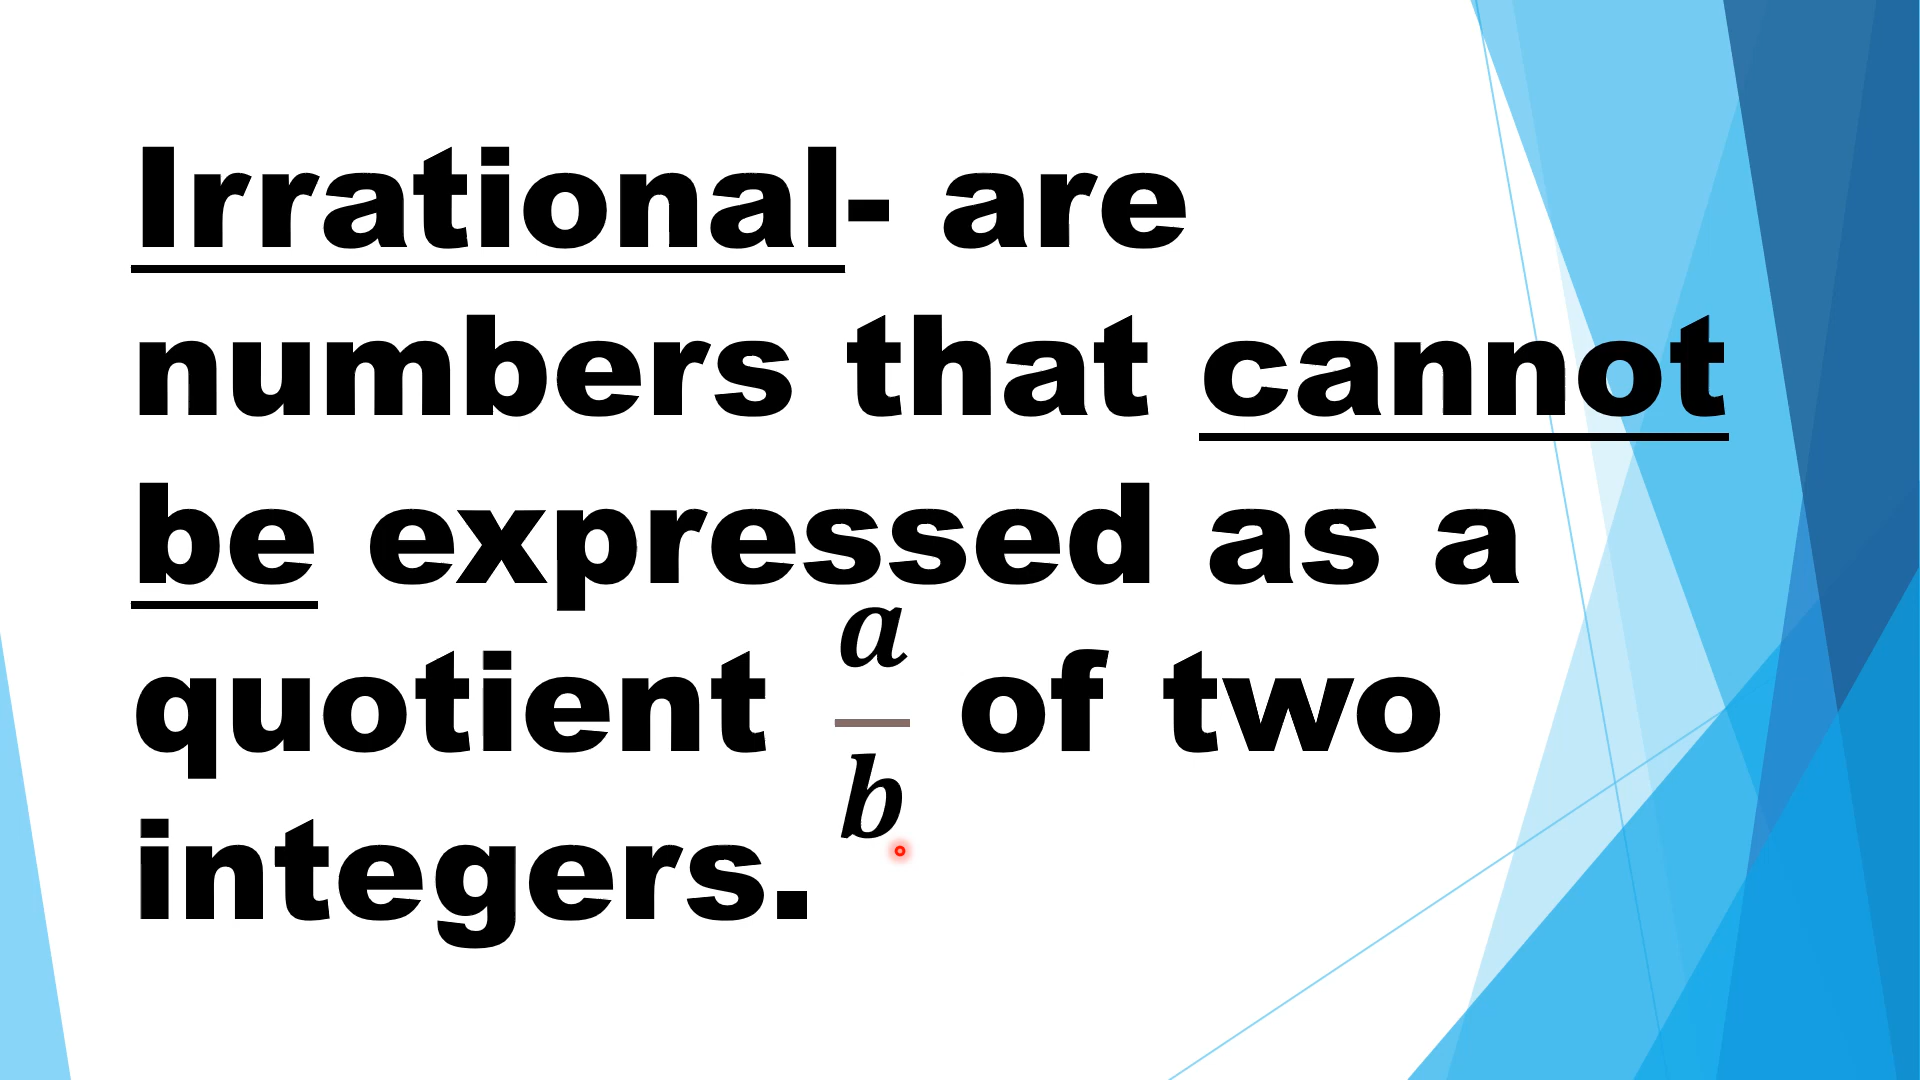 Irrational- are
numbers that cannot
be expressed as a
quotient a/b of two
integers.